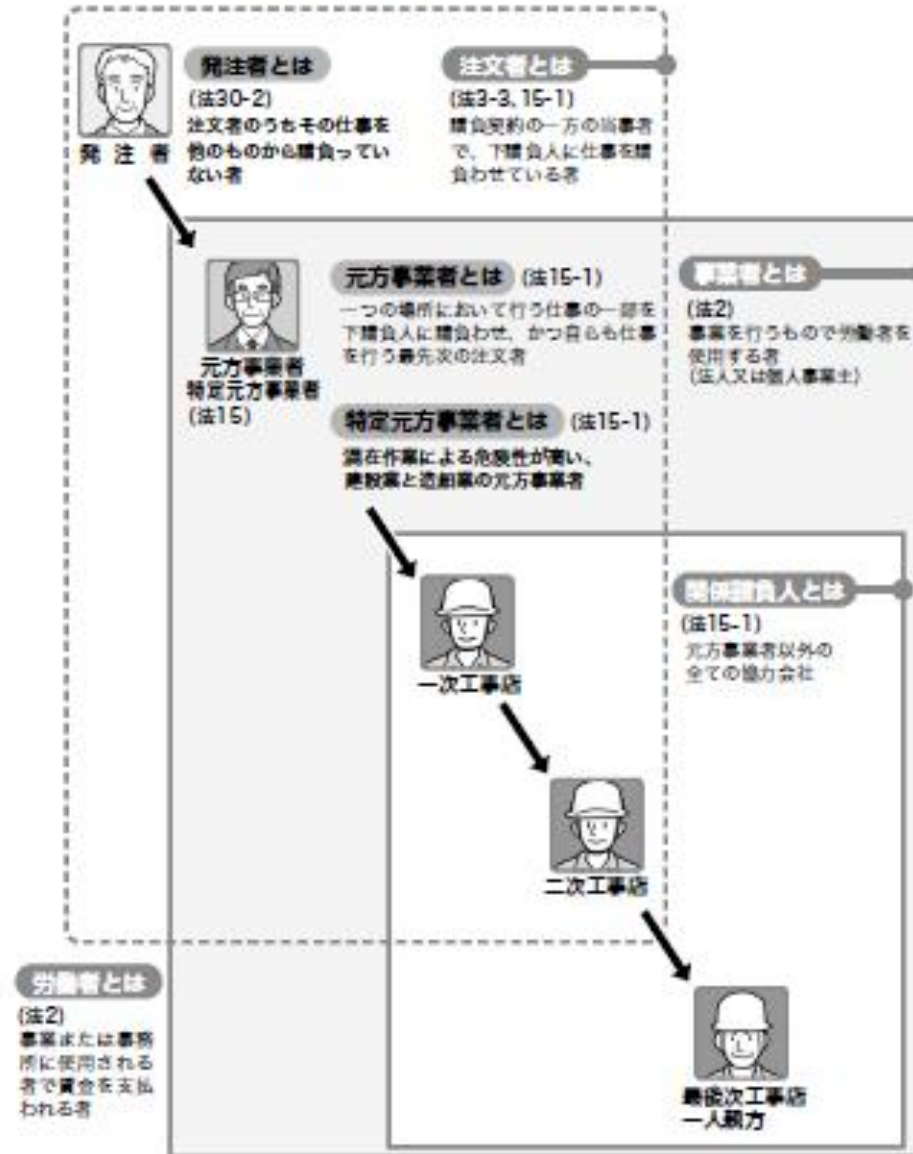 発注者とは
(法30-2)
注文者のうちその仕事を
他のものから請負ってい
ない者
発注者
注文者とは
(法3-3、15-1)
請負契約の一方の当事者
で、下請負人に仕事を請
負わせている者
元方事業者とは (法15-1)
一つの場所において行う仕事の一部を
下請負人に請負わせ、かつ自らも仕事
を行う最先次の注文者
元方事業者
特定元方事業者
(法15)
事業者とは
(法2)
事業を行うもので労働者を
使用する者
(法人又は個人事業主)
特定元方事業者とは (法15-1)
混在作業による危険性が高い、
建設業と造船業の元方事業者
一次工事店
関係請負人とは
(法15-1)
元方事業者以外の
全ての協力会社
二次工事店
労働者とは
(法2)
事業または事務
所に使用される
者で賃金を支払
われる者
最後次工事店
一人親方